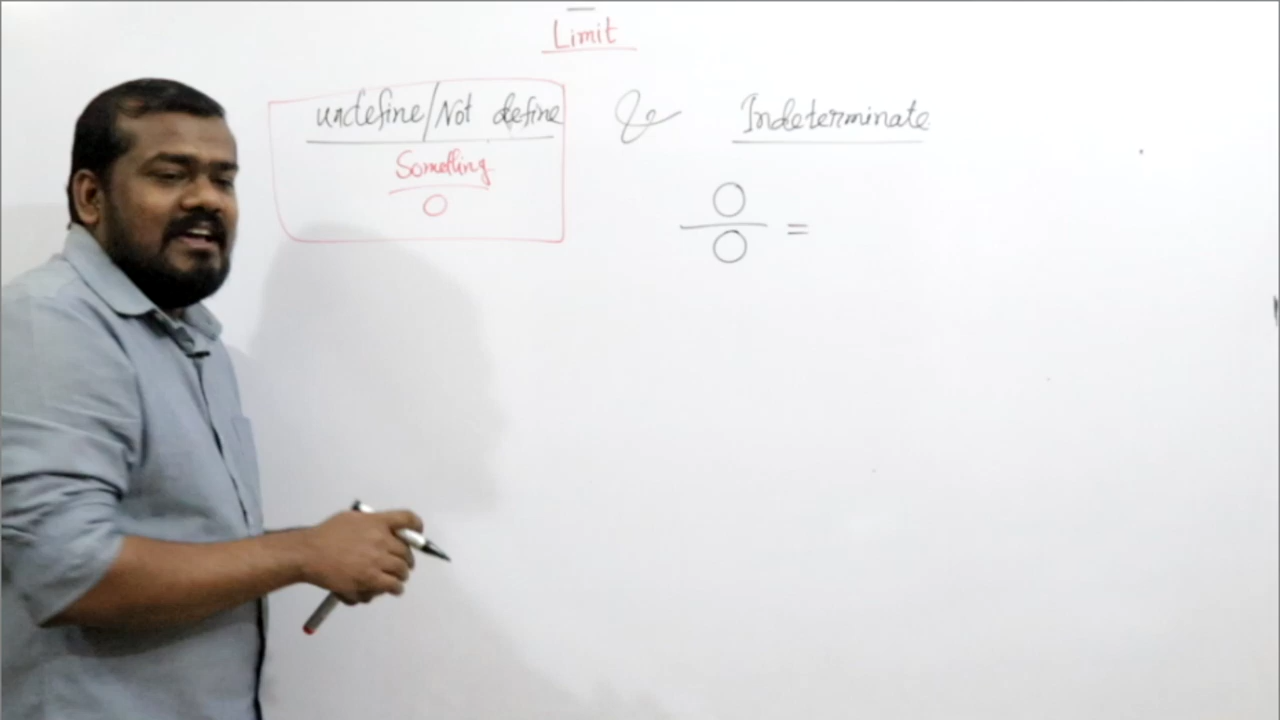 Limit
undefine/Not define & Indeterminate
Something
0
0
0 =